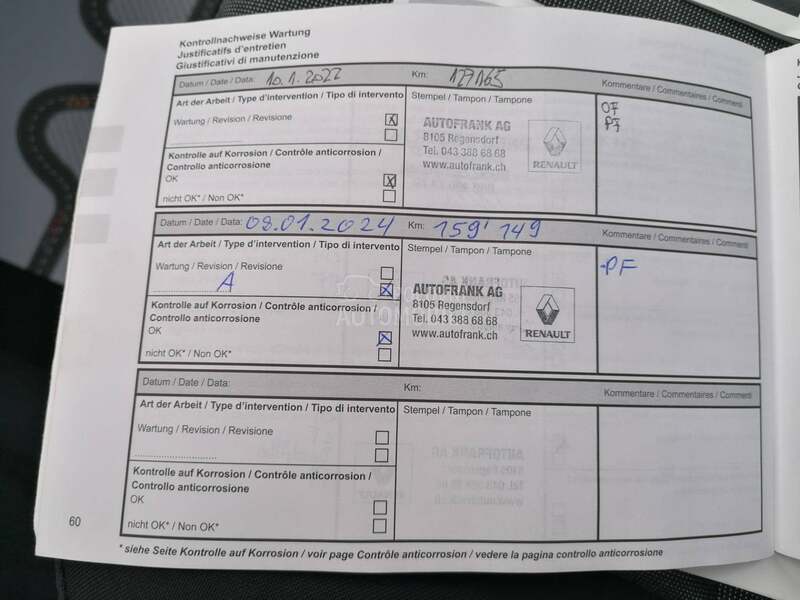 Kontrollnachweise Wartung
Justificatifs d'entretien
Giustificativi di manutenzione
Datum / Date / Data: 10.1.2022 Km: 129165 Kommentare / Commentaires / Commenti
Art der Arbeit / Type d'intervention / Tipo di intervento Stempel / Tampon / Tampone
Wartung / Revision / Revisione X
AUTOFRANK AG
8105 Regensdorf
Tel. 043 388 68 68
www.autofrank.ch
RENAULT
OF
PF
Kontrolle auf Korrosion / Contrôle anticorrosion /
Controllo anticorrosione
OK X
nicht OK* / Non OK*
Datum / Date / Data: 08.01.2024 Km: 159'149 Kommentare / Commentaires / Commenti
Art der Arbeit / Type d'intervention / Tipo di intervento Stempel / Tampon / Tampone
Wartung / Revision / Revisione
A X
AUTOFRANK AG
8105 Regensdorf
Tel. 043 388 68 68
www.autofrank.ch
RENAULT
-PF
Kontrolle auf Korrosion / Contrôle anticorrosion /
Controllo anticorrosione
OK X
nicht OK* / Non OK*
Datum / Date / Data: Km: Kommentare / Commentaires / Commenti
Art der Arbeit / Type d'intervention / Tipo di intervento Stempel / Tampon / Tampone
Wartung / Revision / Revisione
Kontrolle auf Korrosion / Contrôle anticorrosion /
Controllo anticorrosione
OK
nicht OK* / Non OK*
60
* siehe Seite Kontrolle auf Korrosion / voir page Contrôle anticorrosion / vedere la pagina controllo anticorrosione